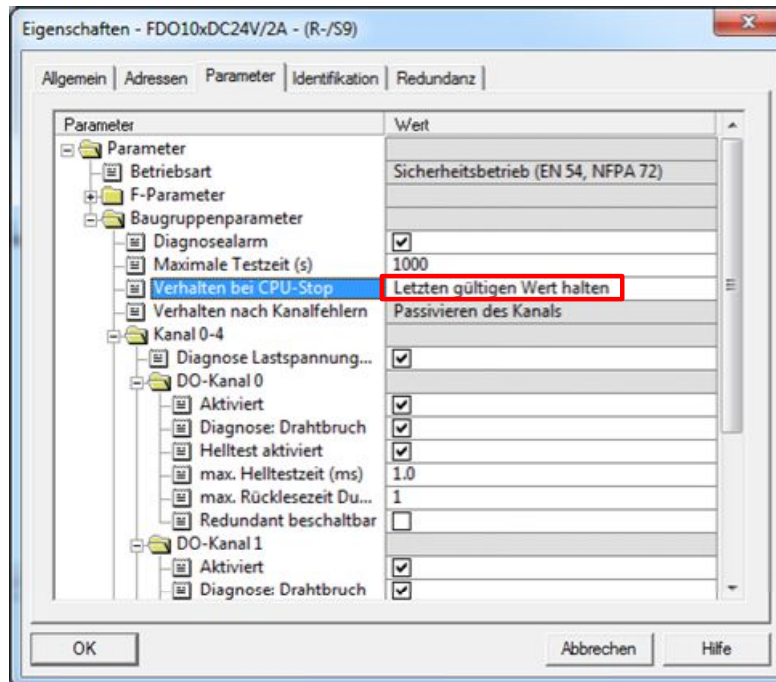 Eigenschaften - FDO10xDC24V/2A - (R-/S9)
Allgemein Adressen Parameter Identifikation Redundanz
Parameter Wert
Parameter
Betriebsart Sicherheitsbetrieb (EN 54, NFPA 72)
F-Parameter
Baugruppenparameter
Diagnosealarm
Maximale Testzeit (s) 1000
Verhalten bei CPU-Stop Letzten gültigen Wert halten
Verhalten nach Kanalfehlern Passivieren des Kanals
Kanal 0-4
Diagnose Lastspannung...
DO-Kanal 0
Aktiviert
Diagnose: Drahtbruch
Helltest aktiviert
max. Helltestzeit (ms) 1.0
max. Rücklesezeit Du... 1
Redundant beschaltbar
DO-Kanal 1
Aktiviert
Diagnose: Drahtbruch
OK Abbrechen Hilfe